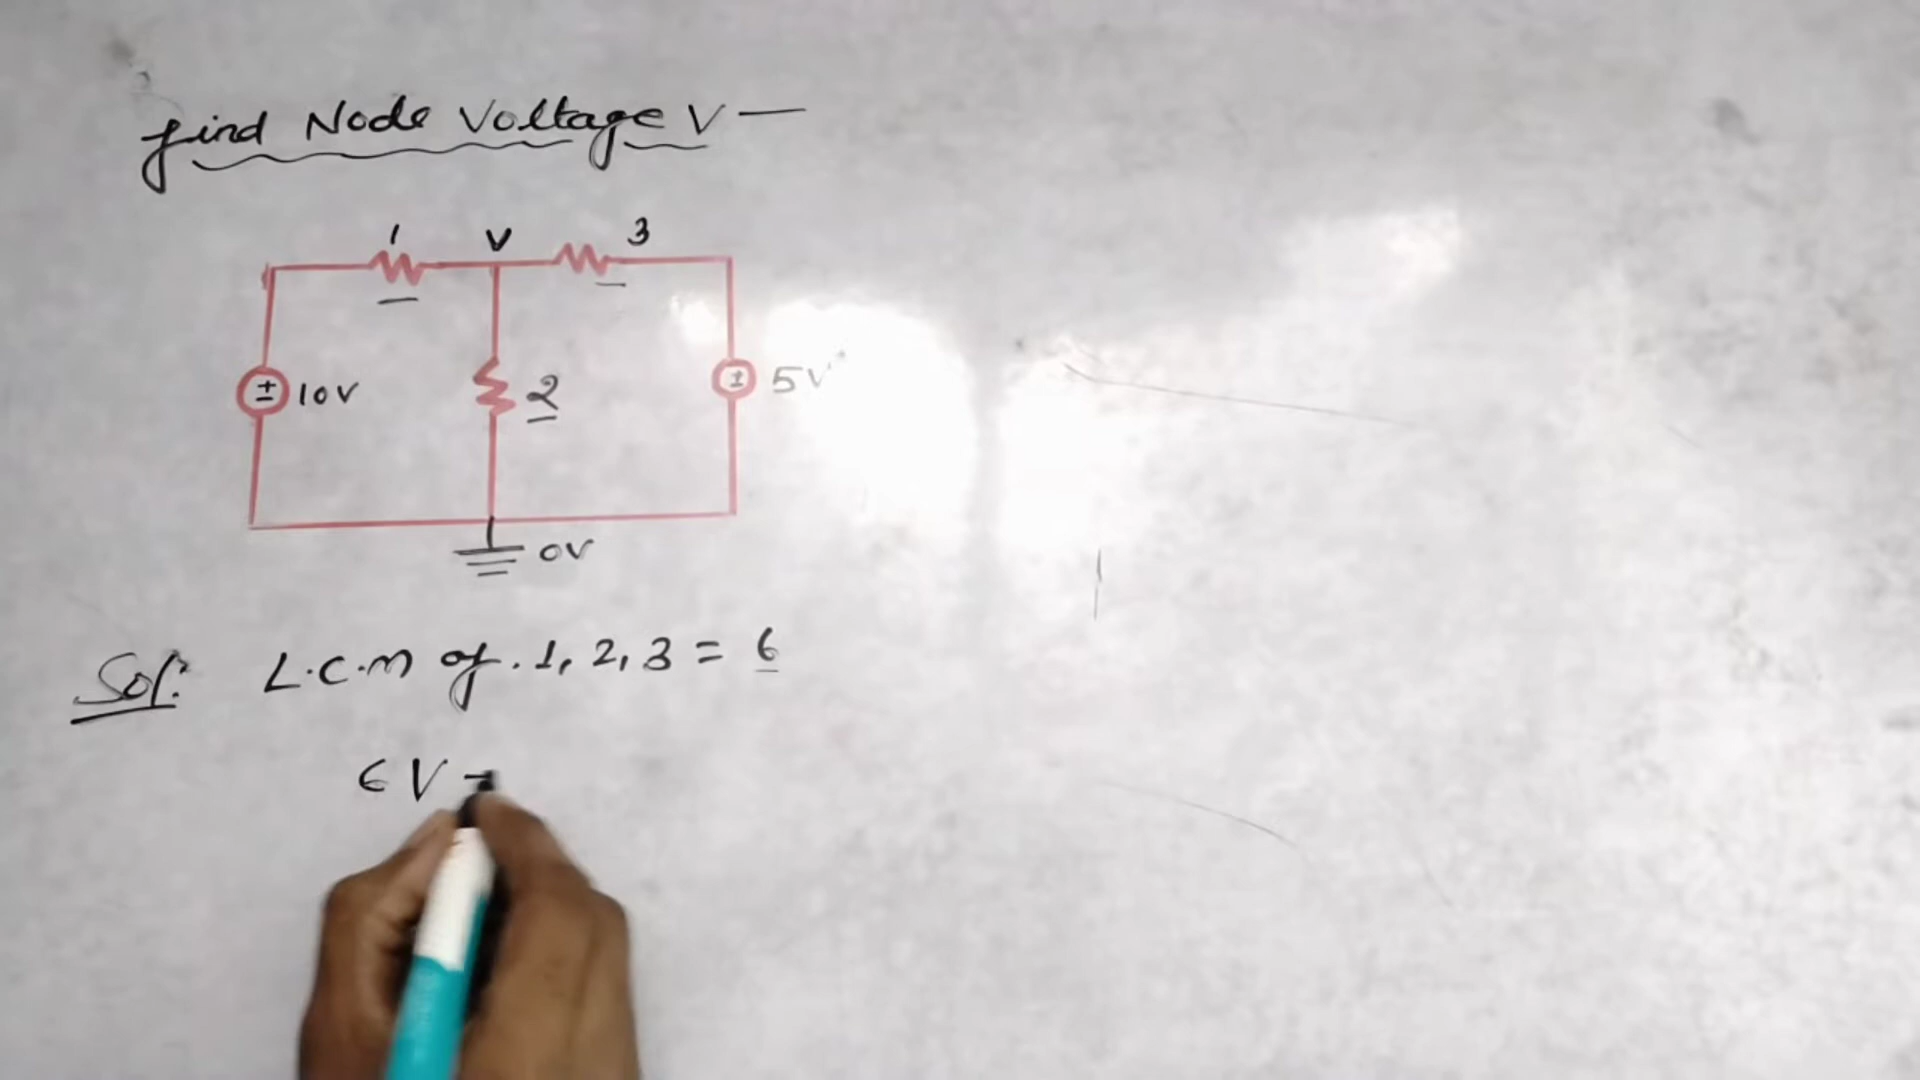 find Node Voltage V —
1 V 3
± 10V 2 ± 5V
0V
Sol: L.C.M of. 1, 2, 3 = 6
6V -